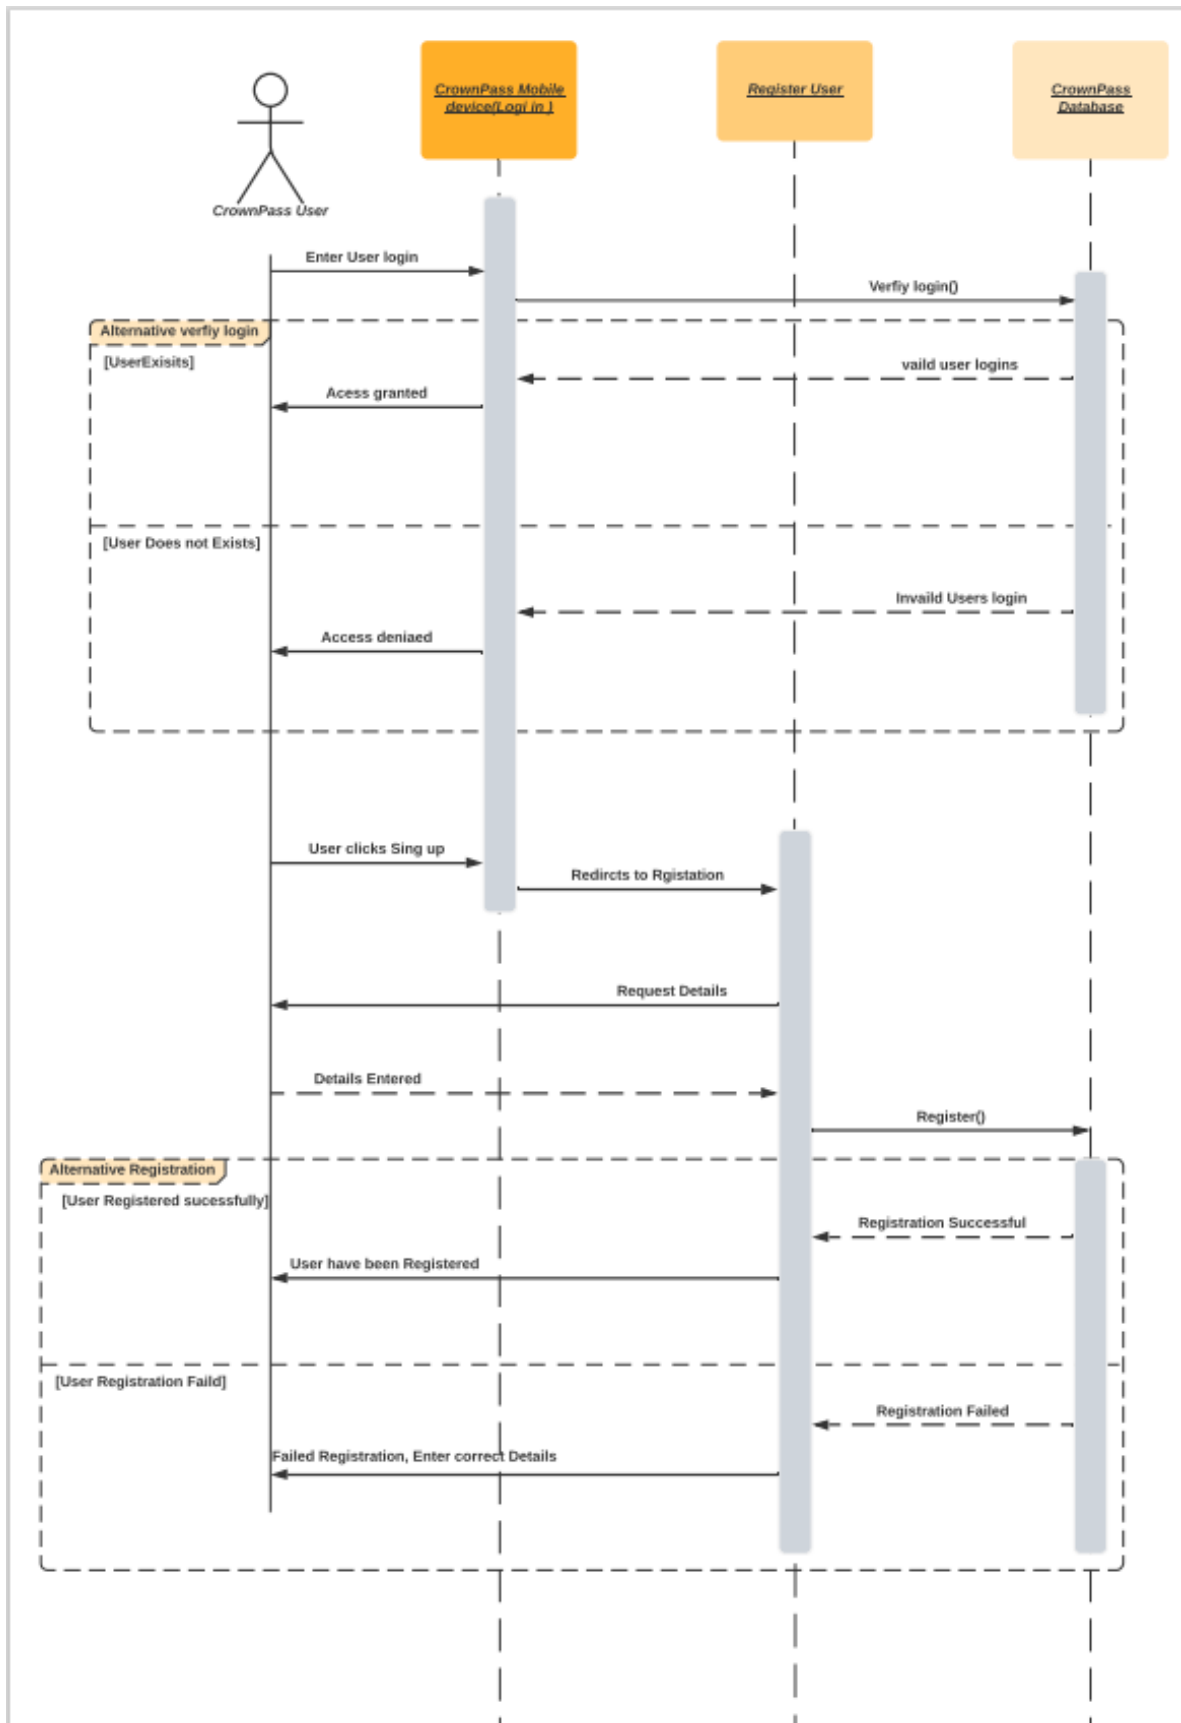 CrownPass Mobile
device(Logi in )
Register User
CrownPass
Database
CrownPass User
Enter User login
Verfiy login()
Alternative verfiy login
[UserExisits]
vaild user logins
Acess granted
[User Does not Exists]
Invaild Users login
Access deniaed
User clicks Sing up
Redircts to Rgistation
Request Details
Details Entered
Register()
Alternative Registration
[User Registered sucessfully]
Registration Successful
User have been Registered
[User Registration Faild]
Registration Failed
Failed Registration, Enter correct Details